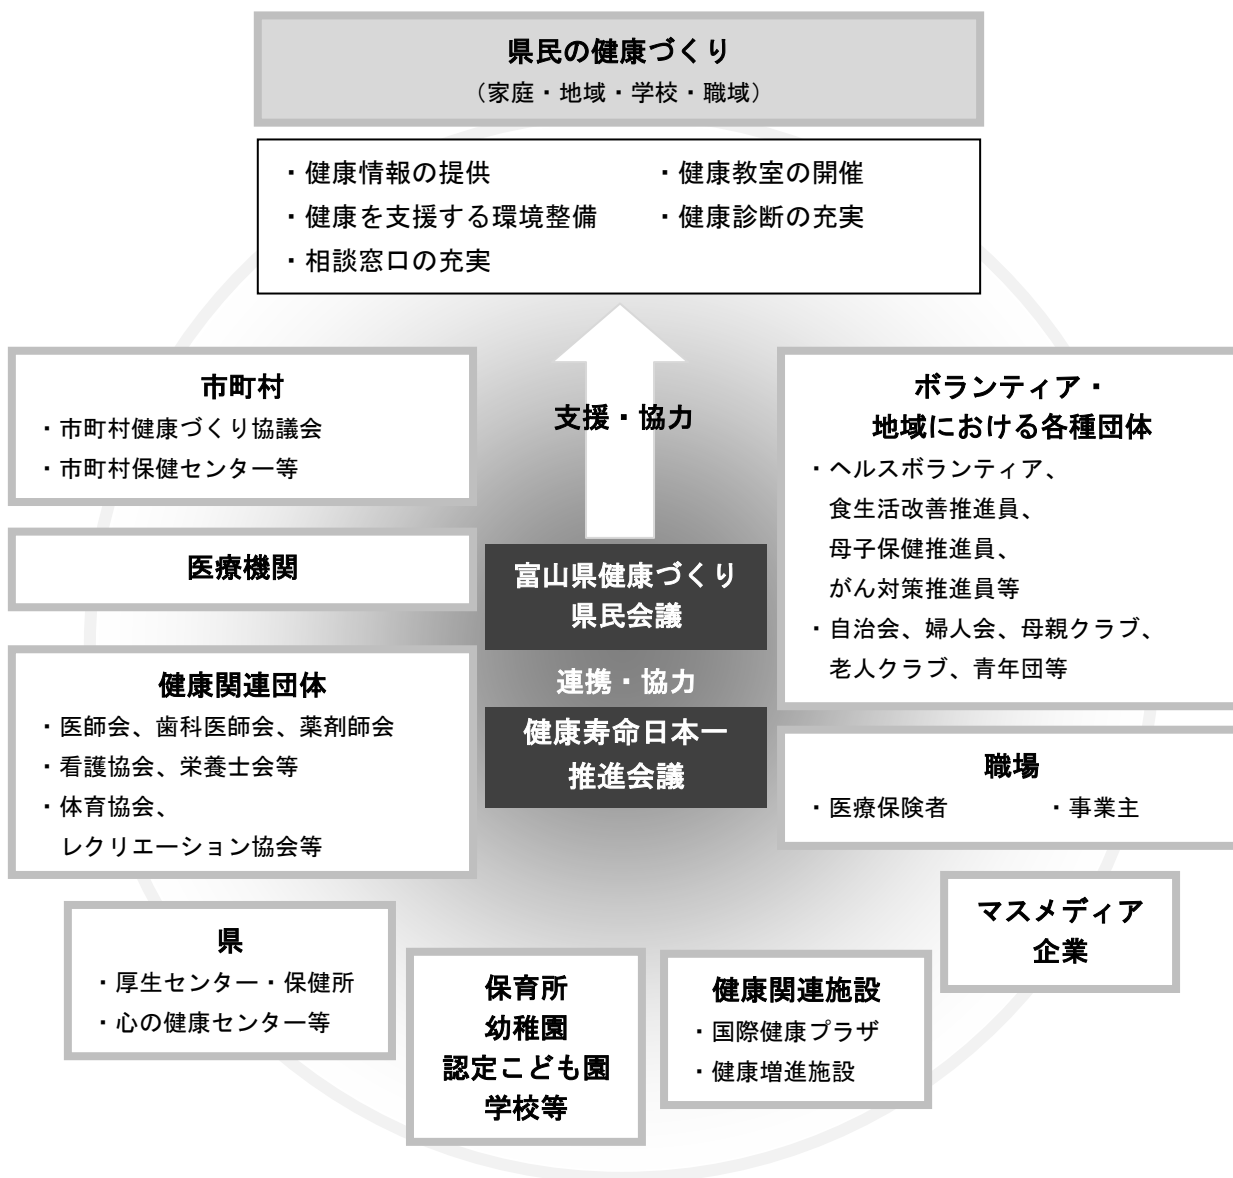 県民の健康づくり
（家庭・地域・学校・職域）
・健康情報の提供
・健康教室の開催
・健康を支援する環境整備
・健康診断の充実
・相談窓口の充実
支援・協力
市町村
・市町村健康づくり協議会
・市町村保健センター等
医療機関
健康関連団体
・医師会、歯科医師会、薬剤師会
・看護協会、栄養士会等
・体育協会、
レクリエーション協会等
富山県健康づくり
県民会議
連携・協力
健康寿命日本一
推進会議
ボランティア・
地域における各種団体
・ヘルスボランティア、
食生活改善推進員、
母子保健推進員、
がん対策推進員等
・自治会、婦人会、母親クラブ、
老人クラブ、青年団等
職場
・医療保険者
・事業主
マスメディア
企業
県
・厚生センター・保健所
・心の健康センター等
保育所
幼稚園
認定こども園
学校等
健康関連施設
・国際健康プラザ
・健康増進施設